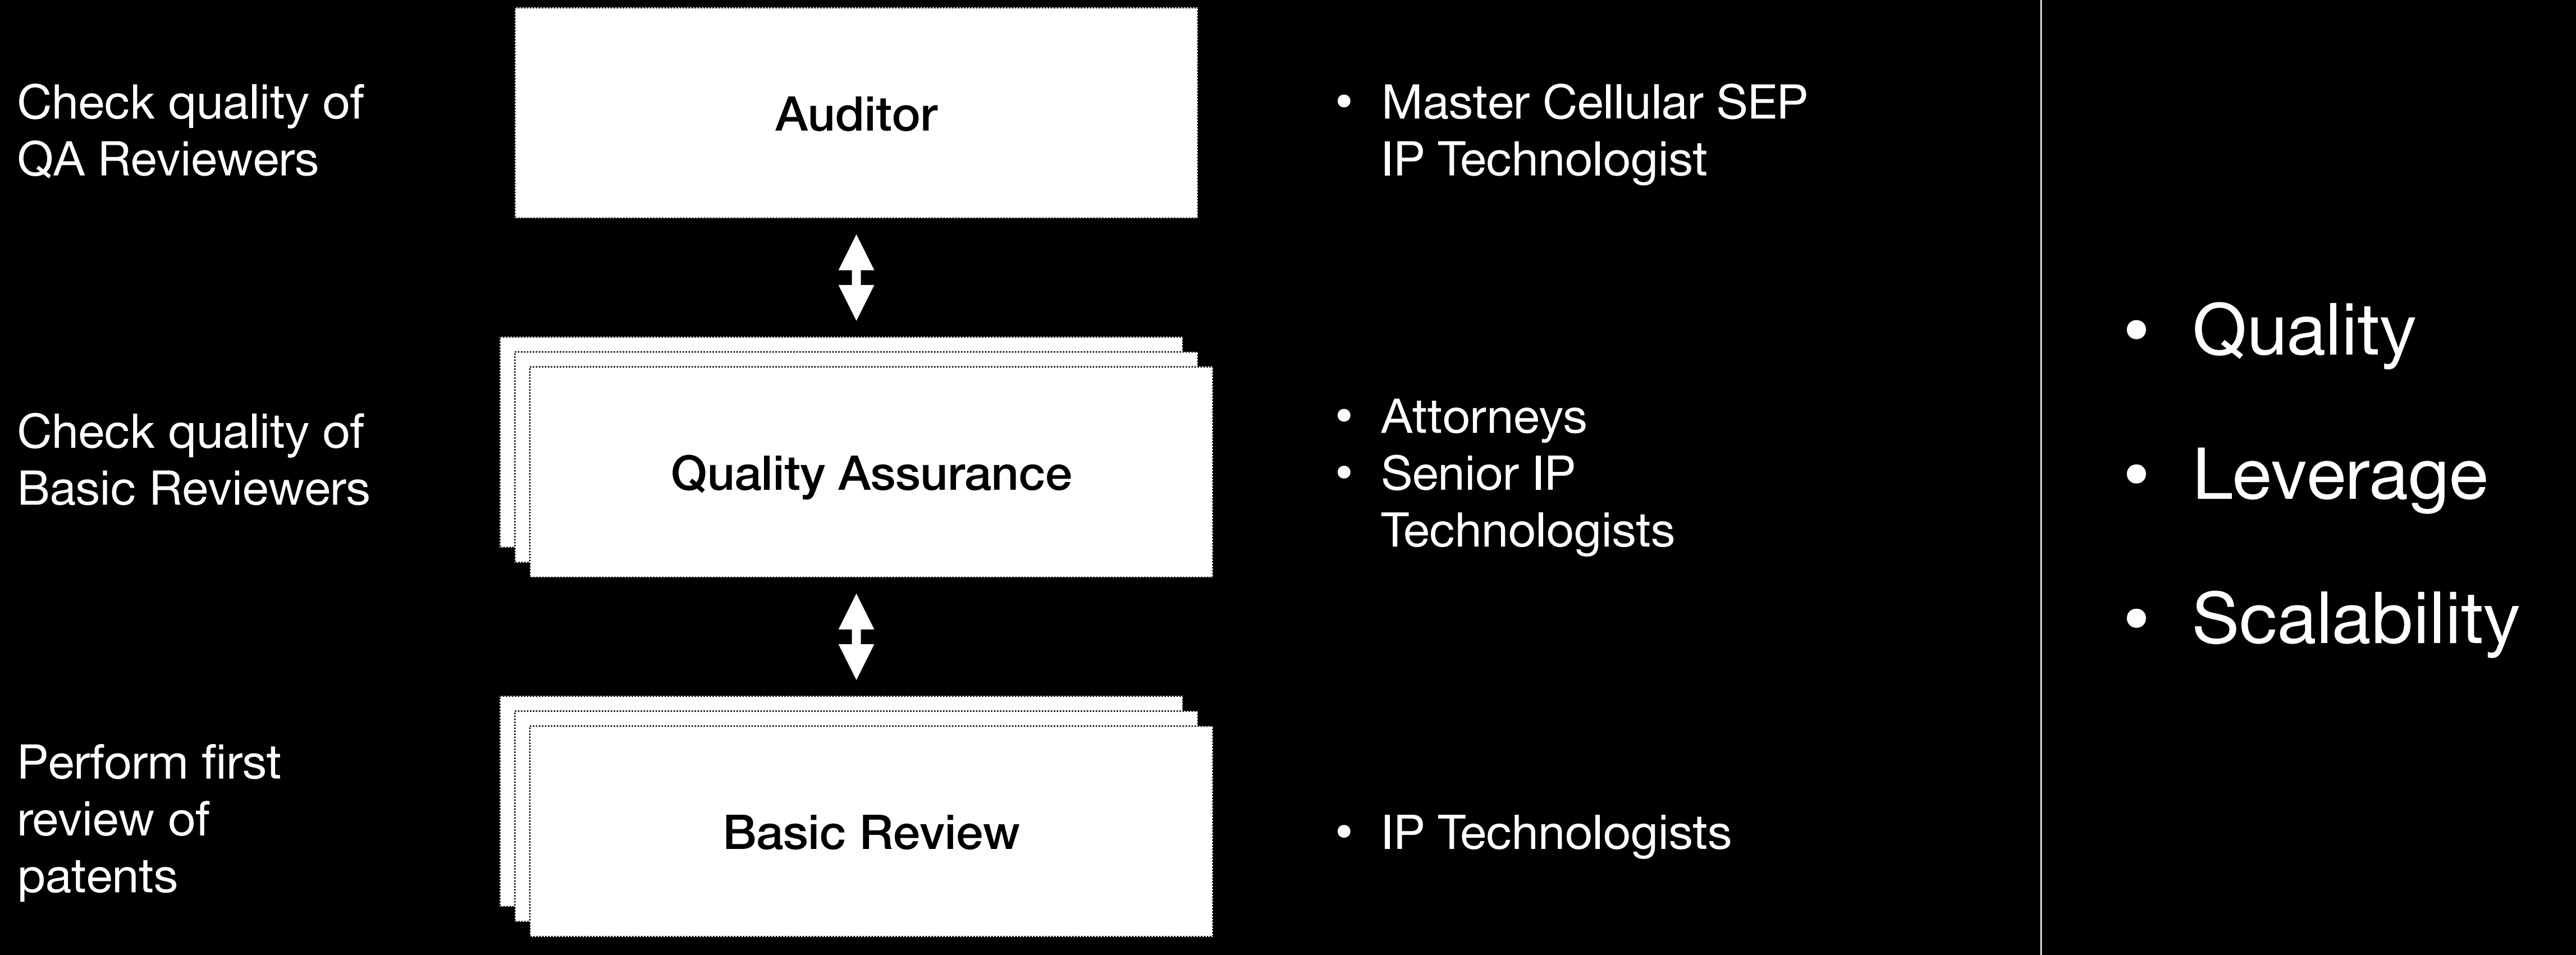 Check quality of
QA Reviewers
Auditor
• Master Cellular SEP
IP Technologist
Check quality of
Basic Reviewers
Quality Assurance
• Attorneys
• Senior IP
Technologists
Perform first
review of
patents
Basic Review
• IP Technologists
• Quality
• Leverage
• Scalability